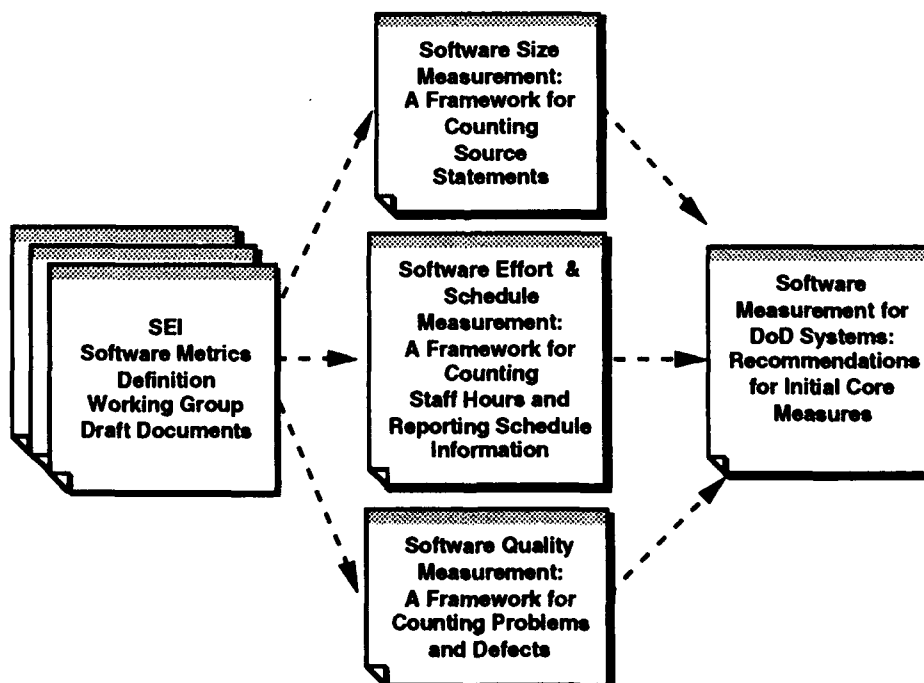 SEI
Software Metrics
Definition
Working Group
Draft Documents
Software Size
Measurement:
A Framework for
Counting
Source
Statements
Software Effort &
Schedule
Measurement:
A Framework for
Counting
Staff Hours and
Reporting Schedule
Information
Software Quality
Measurement:
A Framework for
Counting Problems
and Defects
Software
Measurement for
DoD Systems:
Recommendations
for Initial Core
Measures